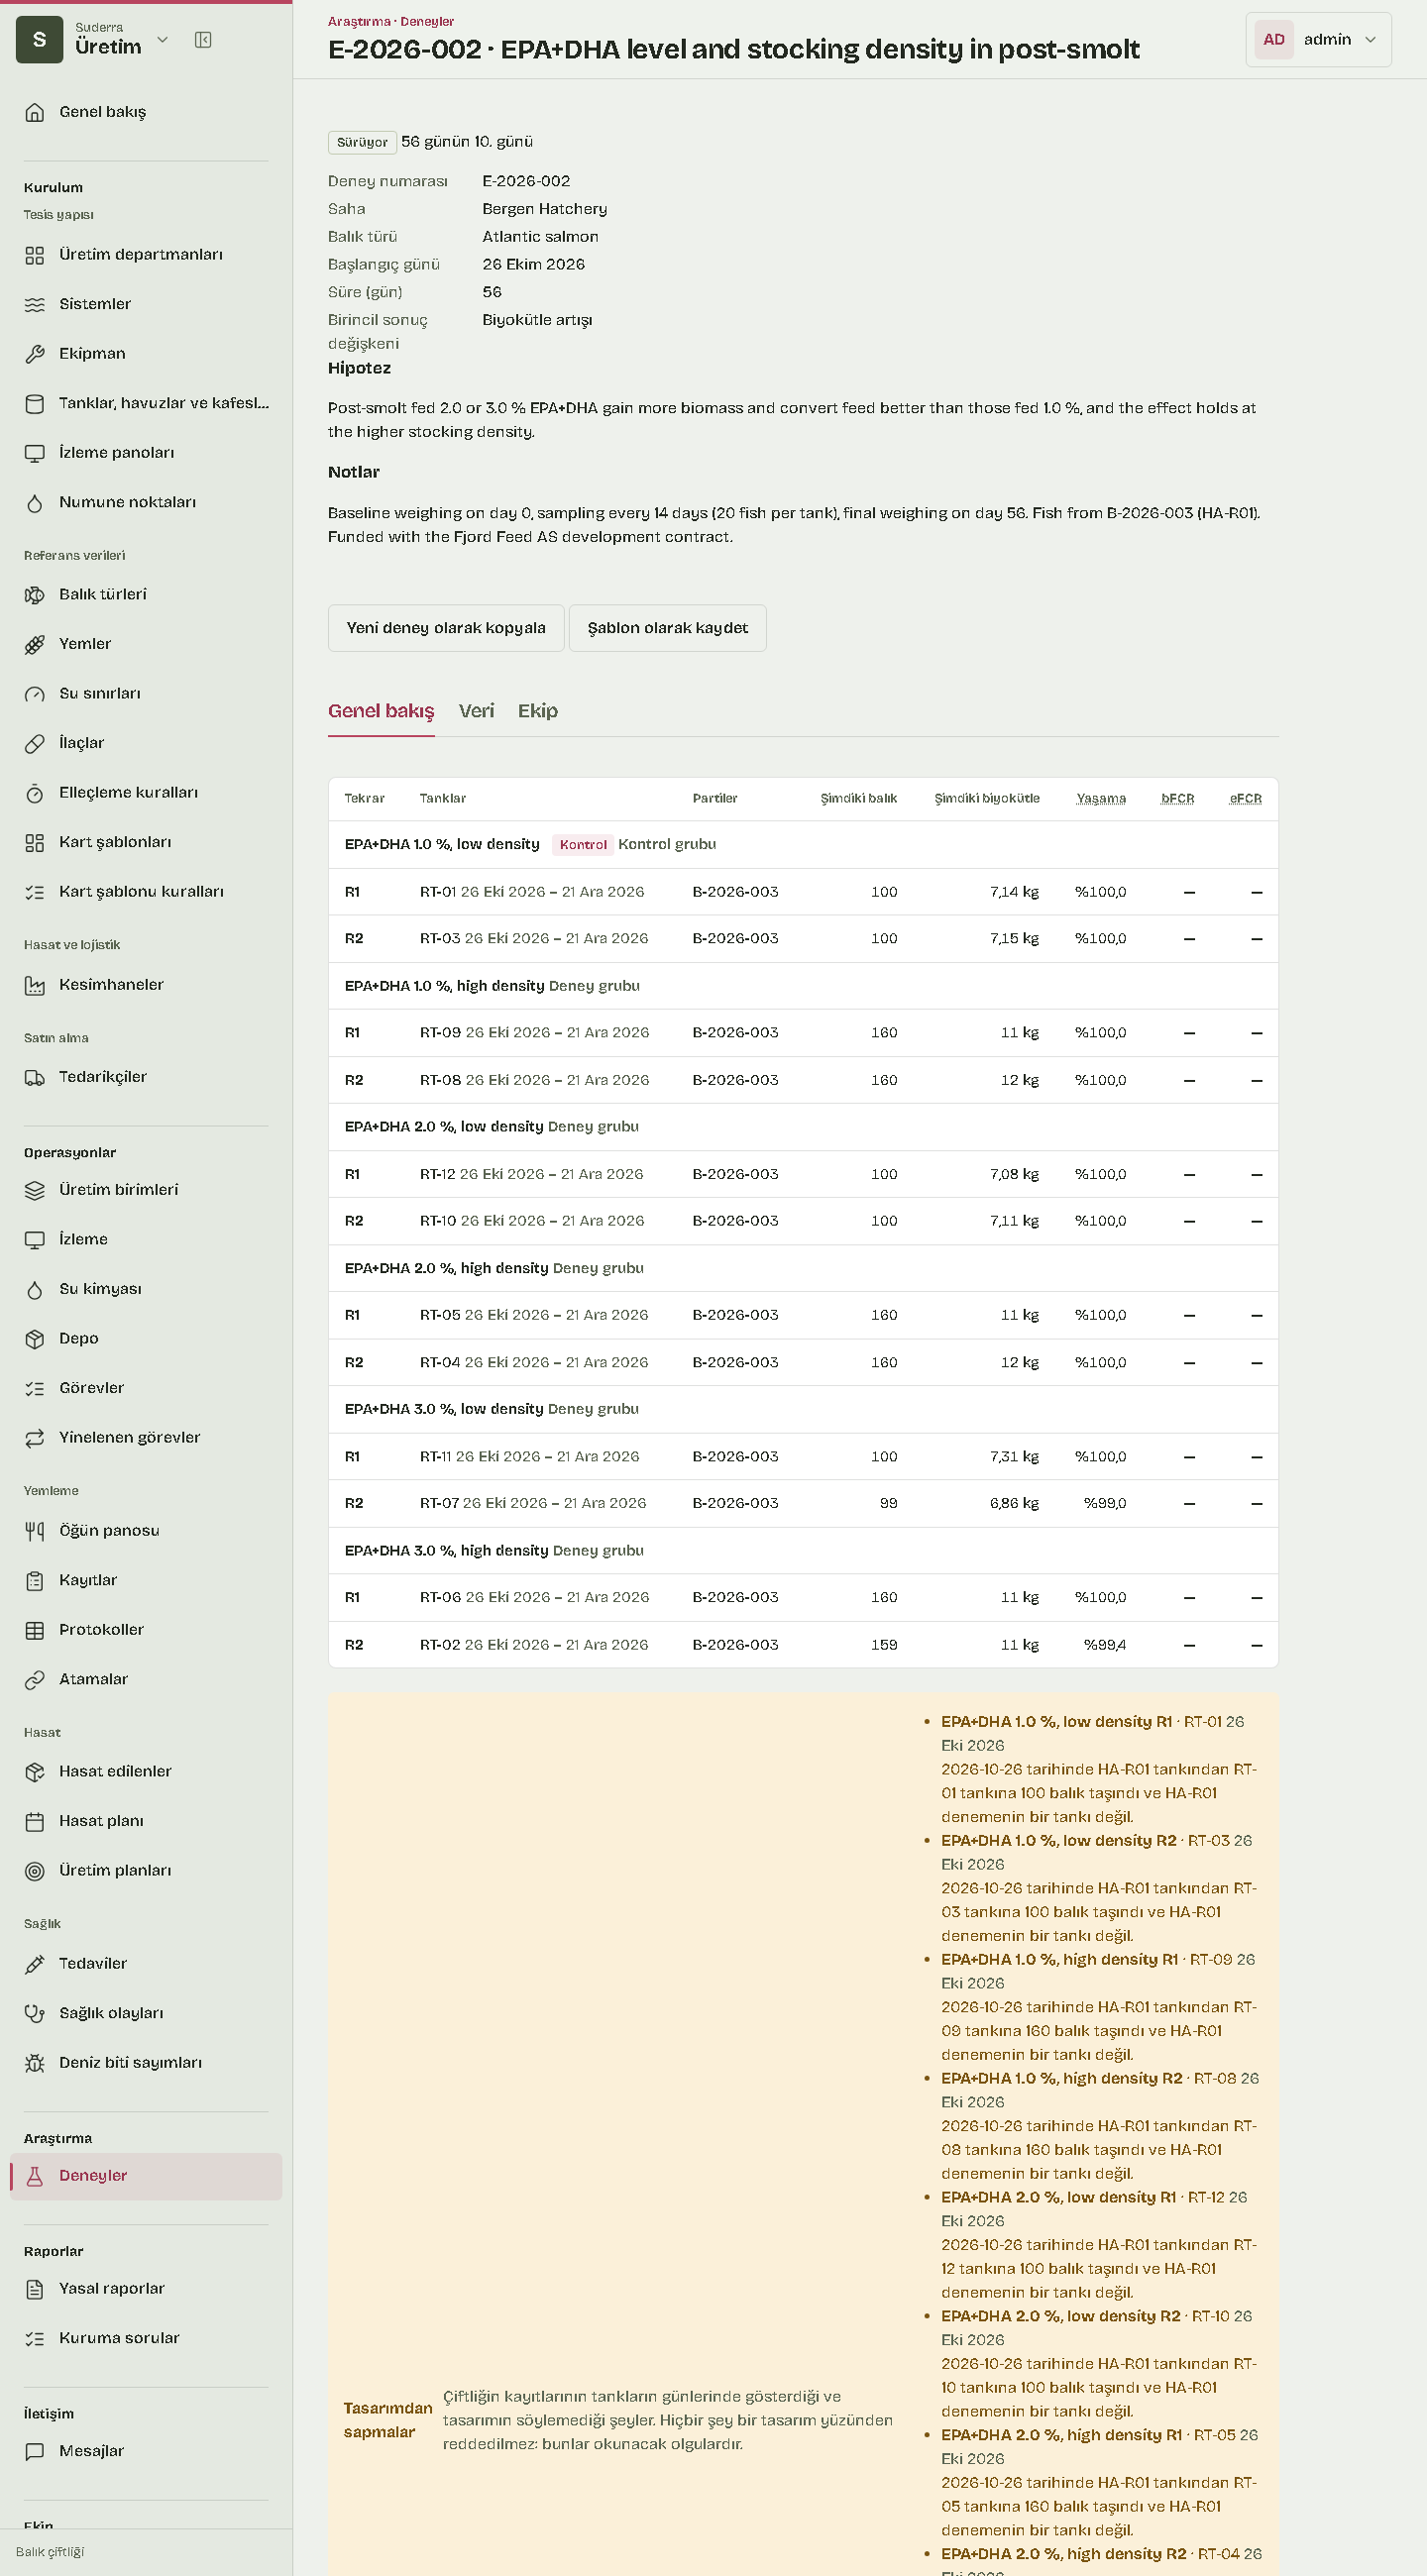 S
Suderra
Üretim
Genel bakış
Kurulum
Tesis yapısı
Üretim departmanları
Sistemler
Ekipman
Tanklar, havuzlar ve kafesl...
İzleme panoları
Numune noktaları
Referans verileri
Balık türleri
Yemler
Su sınırları
İlaçlar
Elleçleme kuralları
Kart şablonları
Kart şablonu kuralları
Hasat ve lojistik
Kesimhaneler
Satın alma
Tedarikçiler
Operasyonlar
Üretim birimleri
İzleme
Su kimyası
Depo
Görevler
Yinelenen görevler
Yemleme
Öğün panosu
Kayıtlar
Protokoller
Atamalar
Hasat
Hasat edilenler
Hasat planı
Üretim planları
Sağlık
Tedaviler
Sağlık olayları
Deniz biti sayımları
Araştırma
Deneyler
Raporlar
Yasal raporlar
Kuruma sorular
İletişim
Mesajlar
Ekip
Balık çiftliği
Araştırma · Deneyler
E-2026-002 · EPA+DHA level and stocking density in post-smolt
AD admin
Sürüyor 56 günün 10. günü
Deney numarası E-2026-002
Saha Bergen Hatchery
Balık türü Atlantic salmon
Başlangıç günü 26 Ekim 2026
Süre (gün) 56
Birincil sonuç değişkeni Biyokütle artışı
Hipotez
Post-smolt fed 2.0 or 3.0 % EPA+DHA gain more biomass and convert feed better than those fed 1.0 %, and the effect holds at
the higher stocking density.
Notlar
Baseline weighing on day 0, sampling every 14 days (20 fish per tank), final weighing on day 56. Fish from B-2026-003 (HA-R01).
Funded with the Fjord Feed AS development contract.
Yeni deney olarak kopyala Şablon olarak kaydet
Genel bakış Veri Ekip
Tekrar Tanklar Partiler Şimdiki balık Şimdiki biyokütle Yaşama bFCR eFCR
EPA+DHA 1.0 %, low density Kontrol Kontrol grubu
R1 RT-01 26 Eki 2026 – 21 Ara 2026 B-2026-003 100 7,14 kg %100,0 — —
R2 RT-03 26 Eki 2026 – 21 Ara 2026 B-2026-003 100 7,15 kg %100,0 — —
EPA+DHA 1.0 %, high density Deney grubu
R1 RT-09 26 Eki 2026 – 21 Ara 2026 B-2026-003 160 11 kg %100,0 — —
R2 RT-08 26 Eki 2026 – 21 Ara 2026 B-2026-003 160 12 kg %100,0 — —
EPA+DHA 2.0 %, low density Deney grubu
R1 RT-12 26 Eki 2026 – 21 Ara 2026 B-2026-003 100 7,08 kg %100,0 — —
R2 RT-10 26 Eki 2026 – 21 Ara 2026 B-2026-003 100 7,11 kg %100,0 — —
EPA+DHA 2.0 %, high density Deney grubu
R1 RT-05 26 Eki 2026 – 21 Ara 2026 B-2026-003 160 11 kg %100,0 — —
R2 RT-04 26 Eki 2026 – 21 Ara 2026 B-2026-003 160 12 kg %100,0 — —
EPA+DHA 3.0 %, low density Deney grubu
R1 RT-11 26 Eki 2026 – 21 Ara 2026 B-2026-003 100 7,31 kg %100,0 — —
R2 RT-07 26 Eki 2026 – 21 Ara 2026 B-2026-003 99 6,86 kg %99,0 — —
EPA+DHA 3.0 %, high density Deney grubu
R1 RT-06 26 Eki 2026 – 21 Ara 2026 B-2026-003 160 11 kg %100,0 — —
R2 RT-02 26 Eki 2026 – 21 Ara 2026 B-2026-003 159 11 kg %99,4 — —
Tasarımdan
sapmalar
Çiftliğin kayıtlarının tankların günlerinde gösterdiği ve
tasarımın söylemediği şeyler. Hiçbir şey bir tasarım yüzünden
reddedilmez: bunlar okunacak olgulardır.
• EPA+DHA 1.0 %, low density R1 · RT-01 26
Eki 2026
2026-10-26 tarihinde HA-R01 tankından RT-
01 tankına 100 balık taşındı ve HA-R01
denemenin bir tankı değil.
• EPA+DHA 1.0 %, low density R2 · RT-03 26
Eki 2026
2026-10-26 tarihinde HA-R01 tankından RT-
03 tankına 100 balık taşındı ve HA-R01
denemenin bir tankı değil.
• EPA+DHA 1.0 %, high density R1 · RT-09 26
Eki 2026
2026-10-26 tarihinde HA-R01 tankından RT-
09 tankına 160 balık taşındı ve HA-R01
denemenin bir tankı değil.
• EPA+DHA 1.0 %, high density R2 · RT-08 26
Eki 2026
2026-10-26 tarihinde HA-R01 tankından RT-
08 tankına 160 balık taşındı ve HA-R01
denemenin bir tankı değil.
• EPA+DHA 2.0 %, low density R1 · RT-12 26
Eki 2026
2026-10-26 tarihinde HA-R01 tankından RT-
12 tankına 100 balık taşındı ve HA-R01
denemenin bir tankı değil.
• EPA+DHA 2.0 %, low density R2 · RT-10 26
Eki 2026
2026-10-26 tarihinde HA-R01 tankından RT-
10 tankına 100 balık taşındı ve HA-R01
denemenin bir tankı değil.
• EPA+DHA 2.0 %, high density R1 · RT-05 26
Eki 2026
2026-10-26 tarihinde HA-R01 tankından RT-
05 tankına 160 balık taşındı ve HA-R01
denemenin bir tankı değil.
• EPA+DHA 2.0 %, high density R2 · RT-04 26
Eki 2026